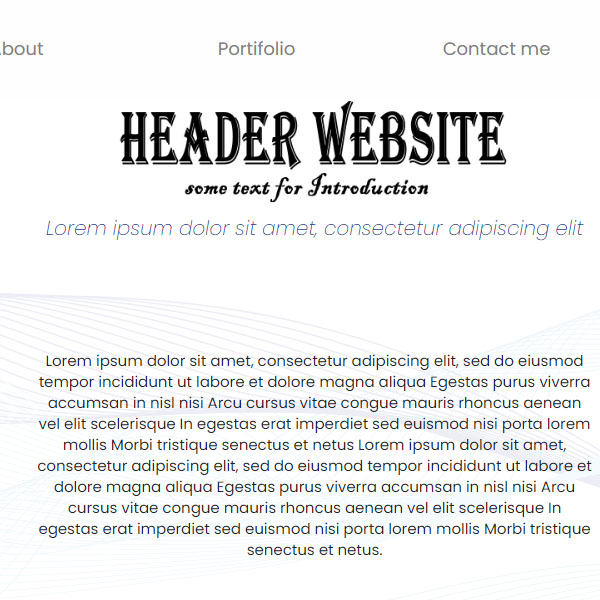 bout Portifolio Contact me
HEADER WEBSITE
some text for Introduction
Lorem ipsum dolor sit amet, consectetur adipiscing elit
Lorem ipsum dolor sit amet, consectetur adipiscing elit, sed do eiusmod
tempor incididunt ut labore et dolore magna aliqua Egestas purus viverra
accumsan in nisl nisi Arcu cursus vitae congue mauris rhoncus aenean
vel elit scelerisque In egestas erat imperdiet sed euismod nisi porta lorem
mollis Morbi tristique senectus et netus Lorem ipsum dolor sit amet,
consectetur adipiscing elit, sed do eiusmod tempor incididunt ut labore et
dolore magna aliqua Egestas purus viverra accumsan in nisl nisi Arcu
cursus vitae congue mauris rhoncus aenean vel elit scelerisque In
egestas erat imperdiet sed euismod nisi porta lorem mollis Morbi tristique
senectus et netus.